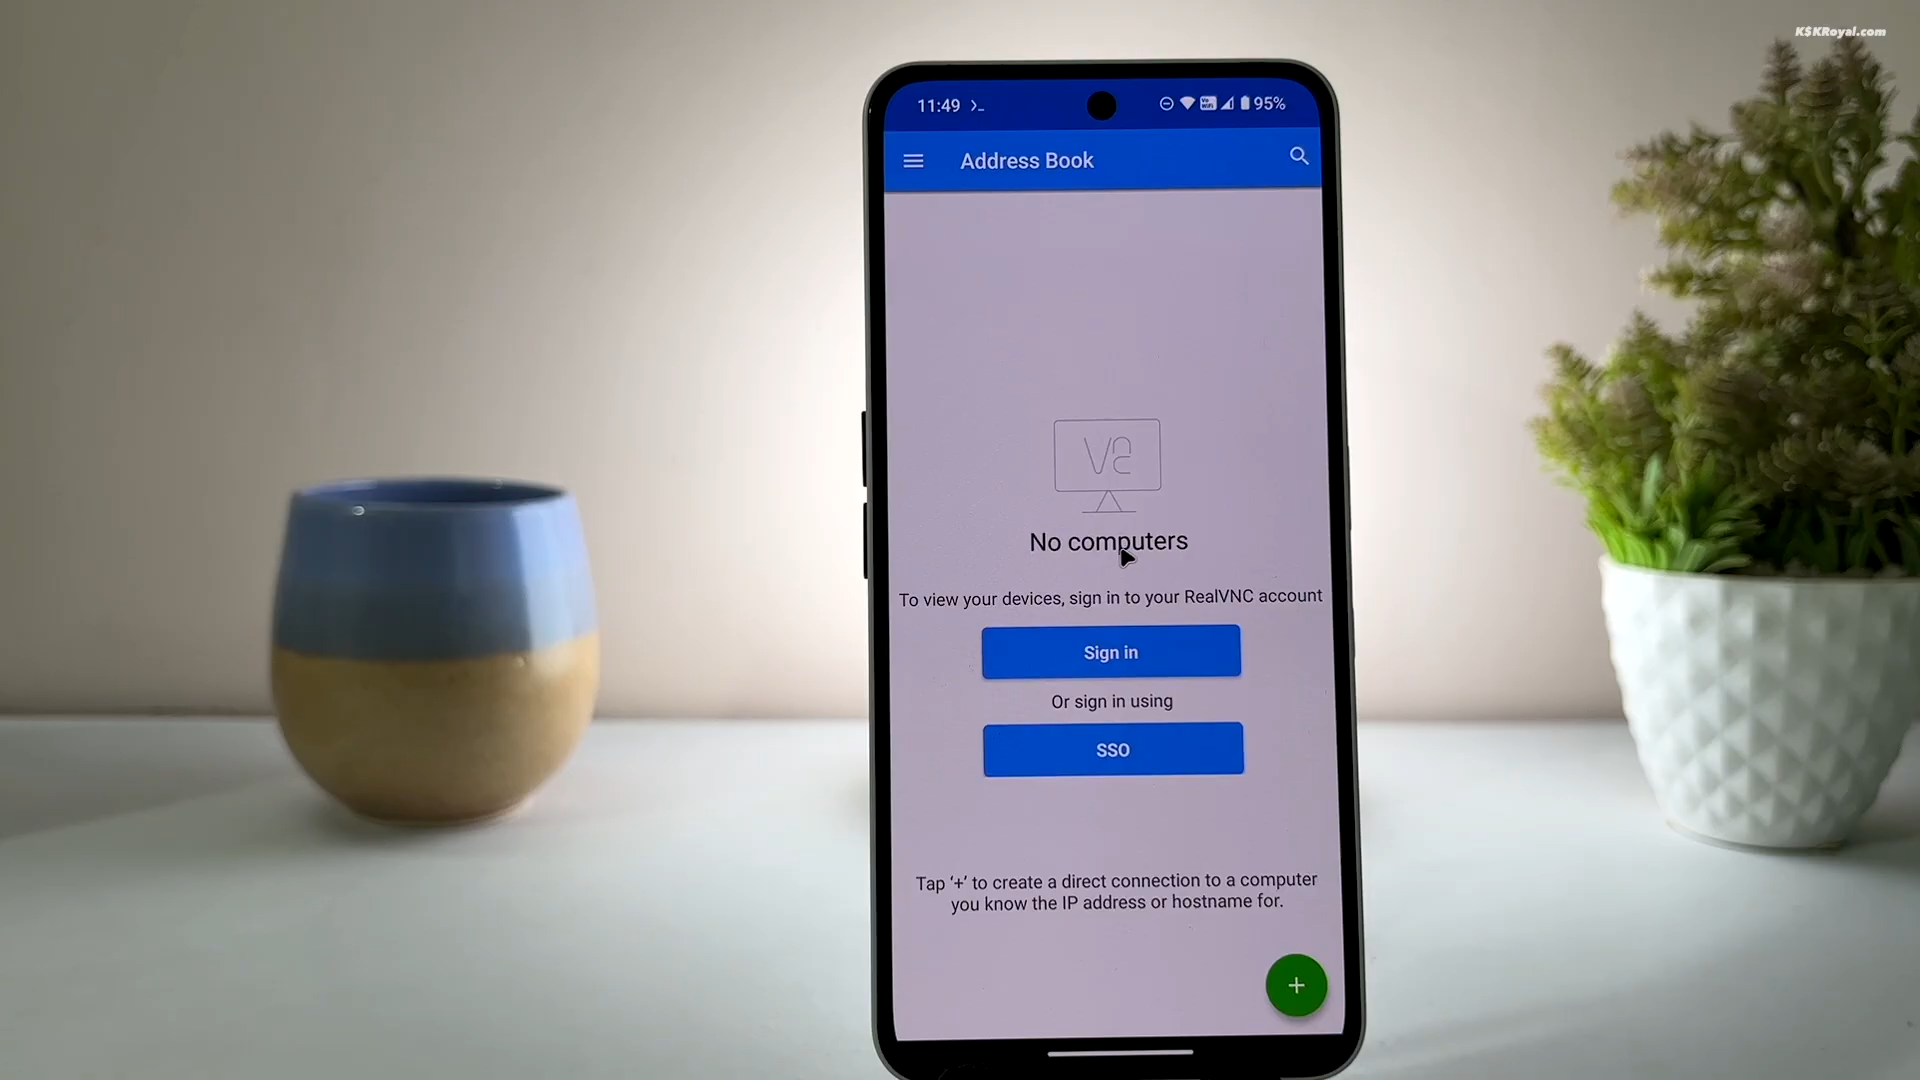 K$KRoyal.com
11:49
95%
Address Book
VNC
No computers
To view your devices, sign in to your RealVNC account
Sign in
Or sign in using
SSO
Tap ‘+’ to create a direct connection to a computer
you know the IP address or hostname for.
+